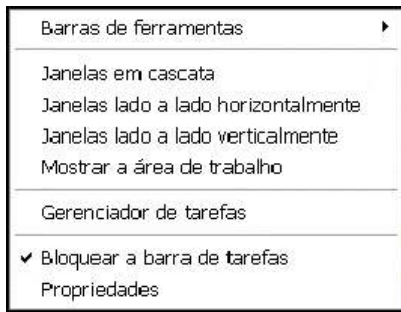 Barras de ferramentas
Janelas em cascata
Janelas lado a lado horizontalmente
Janelas lado a lado verticalmente
Mostrar a área de trabalho
Gerenciador de tarefas
Bloquear a barra de tarefas
Propriedades